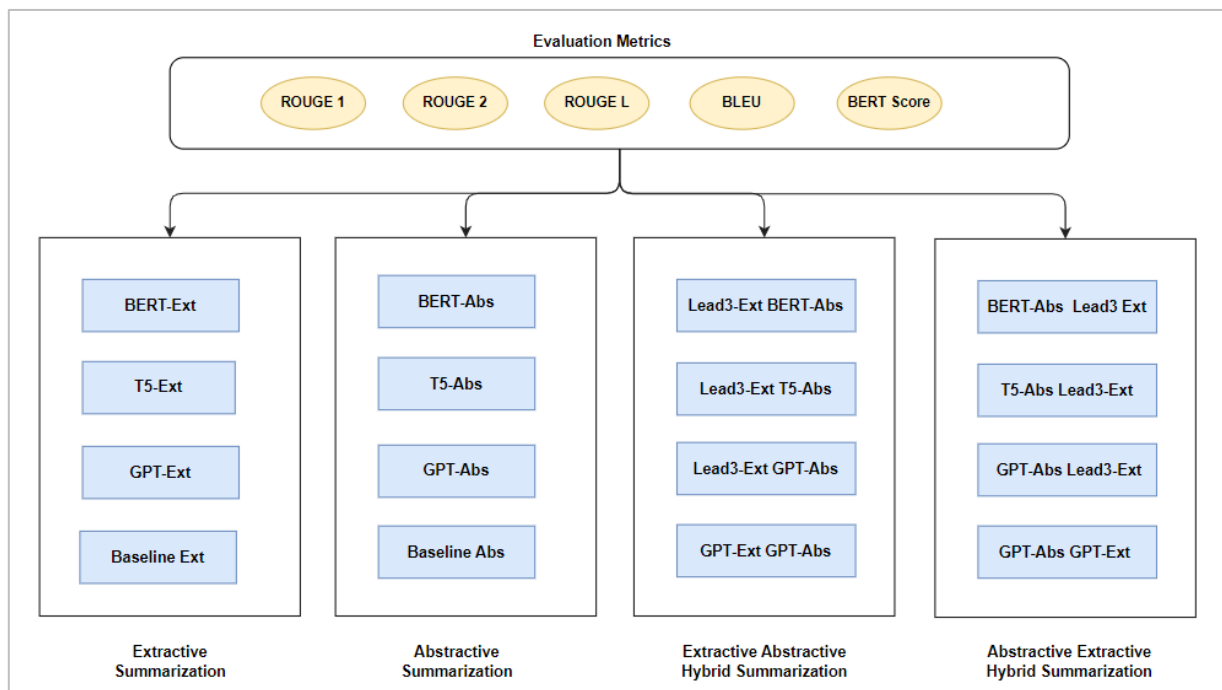 Evaluation Metrics
ROUGE 1
ROUGE 2
ROUGE L
BLEU
BERT Score
BERT-Ext
T5-Ext
GPT-Ext
Baseline Ext
Extractive
Summarization
BERT-Abs
T5-Abs
GPT-Abs
Baseline Abs
Abstractive
Summarization
Lead3-Ext BERT-Abs
Lead3-Ext T5-Abs
Lead3-Ext GPT-Abs
GPT-Ext GPT-Abs
Extractive Abstractive
Hybrid Summarization
BERT-Abs Lead3 Ext
T5-Abs Lead3-Ext
GPT-Abs Lead3-Ext
GPT-Abs GPT-Ext
Abstractive Extractive
Hybrid Summarization